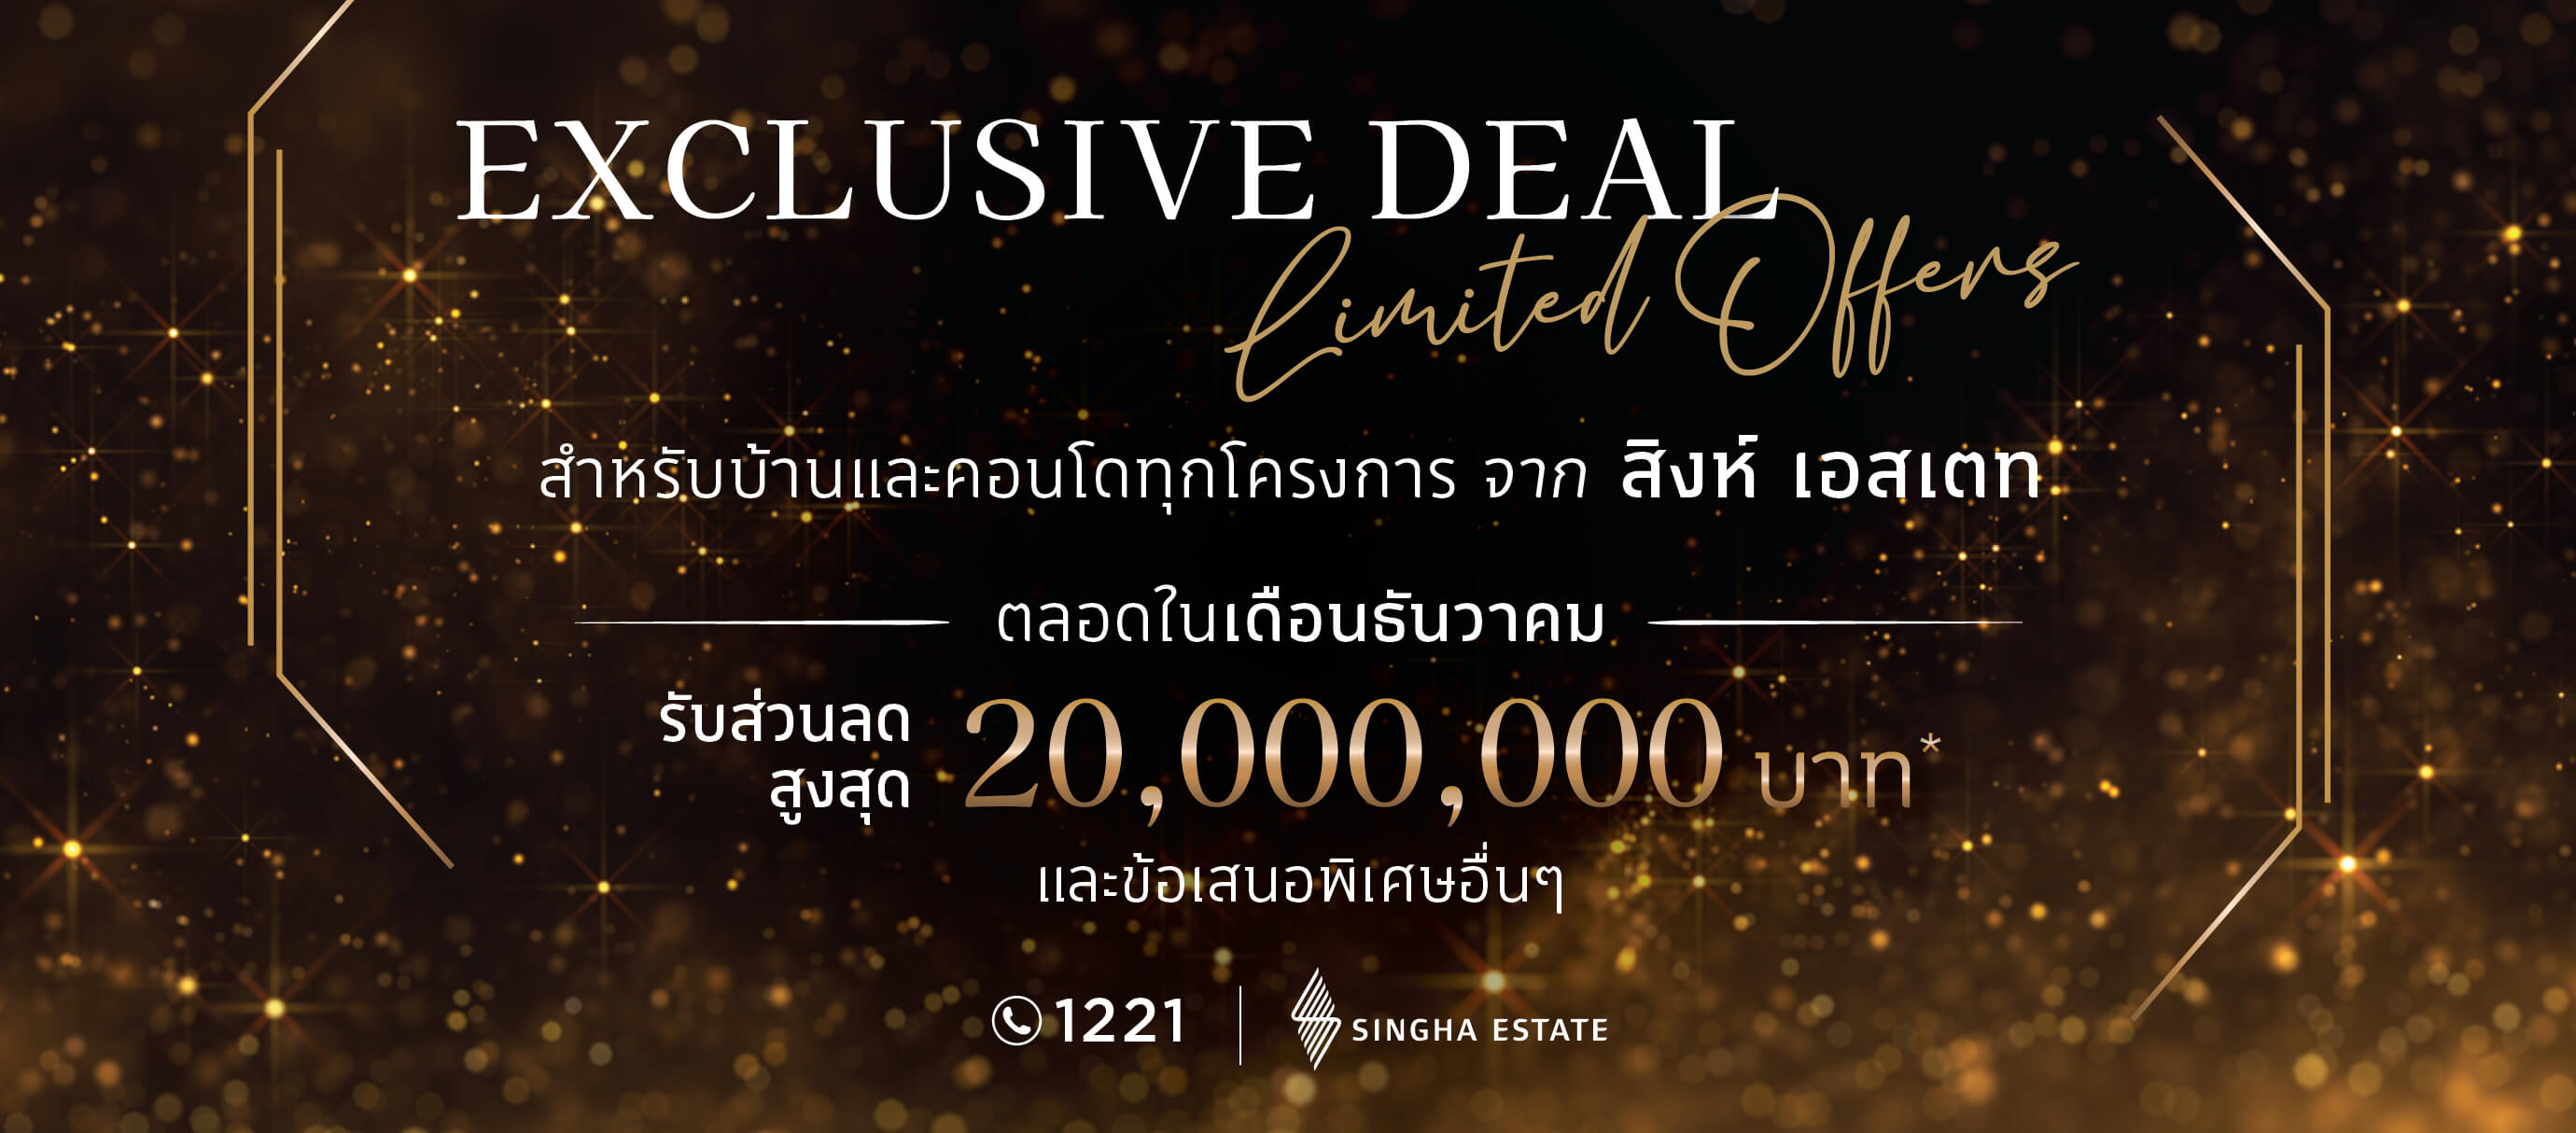 EXCLUSIVE DEAL
Limited Offers
สำหรับบ้านและคอนโดทุกโครงการ จาก สิงห์ เอสเตท
ตลอดในเดือนธันวาคม
รับส่วนลด
สูงสุด
20,000,000 บาท*
และข้อเสนอพิเศษอื่นๆ
1221
SINGHA ESTATE